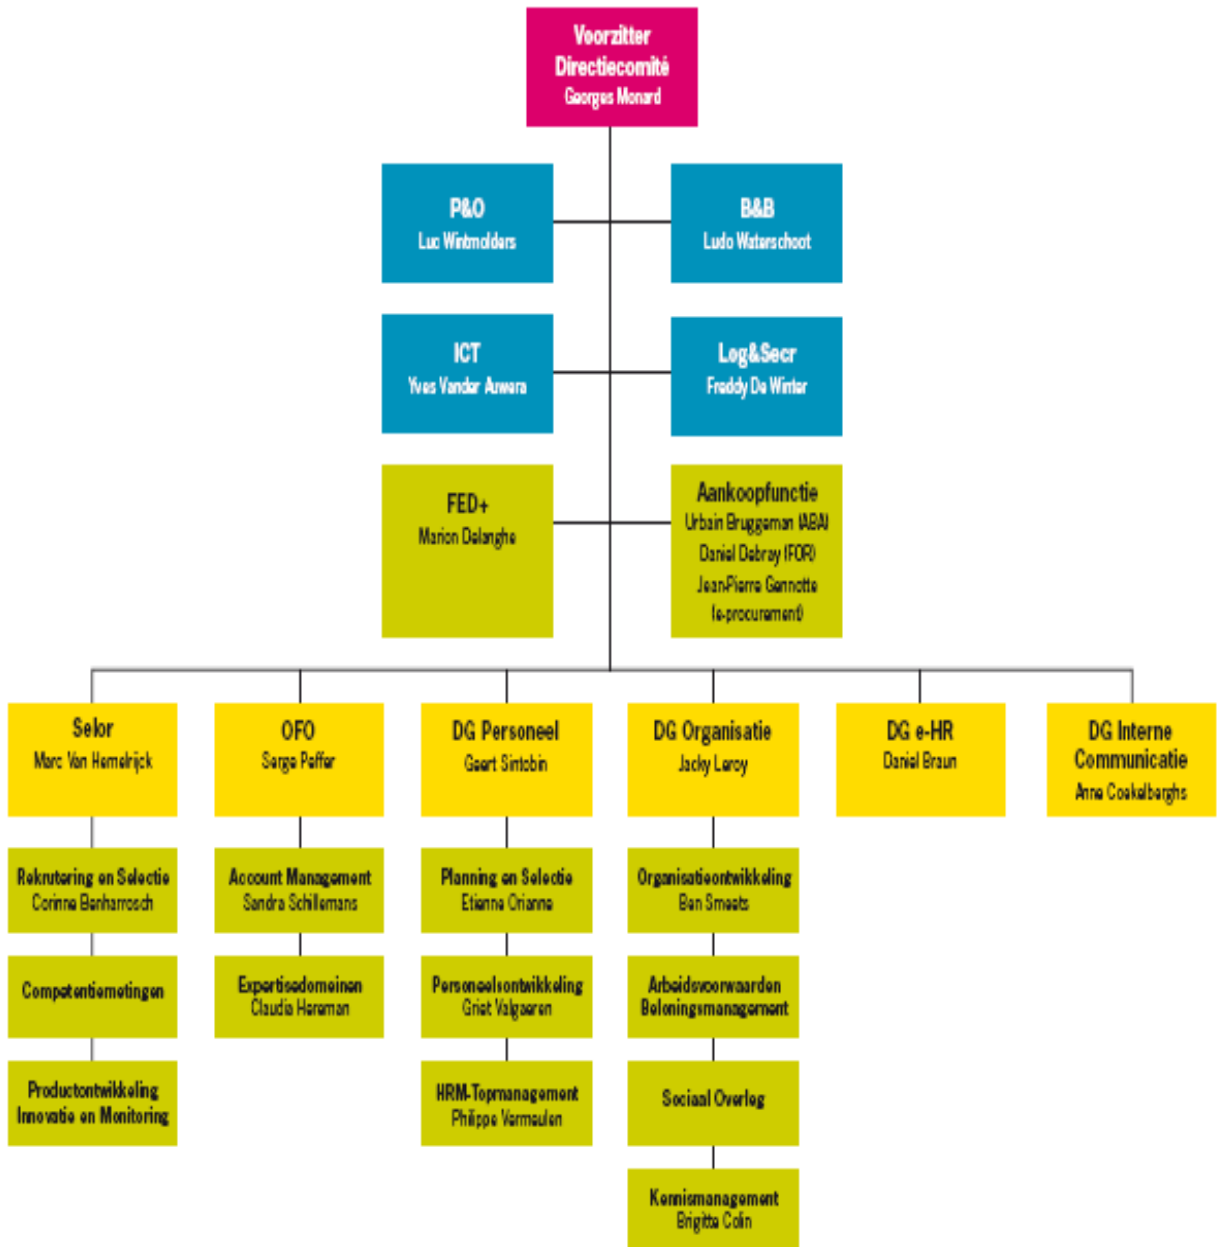 Voorzitter
Directiecomité
Georges Monard
P&O
Luc Wintmolders
B&B
Ludo Waterschoot
ICT
Yves Vander Auwera
Log&Secr
Freddy De Winter
FED+
Marion Delanghe
Aankoopfunctie
Urbain Bruggeman (ABA)
Daniel Debray (FOR)
Jean-Pierre Gennotte
(e-procurement)
Selor
Marc Van Hemelrijck
OFO
Serge Peffer
DG Personeel
Geert Sintobin
DG Organisatie
Jacky Leroy
DG e-HR
Daniel Braun
DG Interne
Communicatie
Anne Coekelberghs
Rekrutering en Selectie
Corinne Benharrosch
Account Management
Sandra Schillemans
Planning en Selectie
Etienne Orianne
Organisatieontwikkeling
Ben Smeets
Competentiemetingen
Expertisedomeinen
Claudia Hereman
Personeelsontwikkeling
Griet Valgaeren
Arbeidsvoorwaarden
Beloningsmanagement
Productontwikkeling
Innovatie en Monitoring
HRM-Topmanagement
Philippe Vermeulen
Sociaal Overleg
Kennismanagement
Brigitte Colin